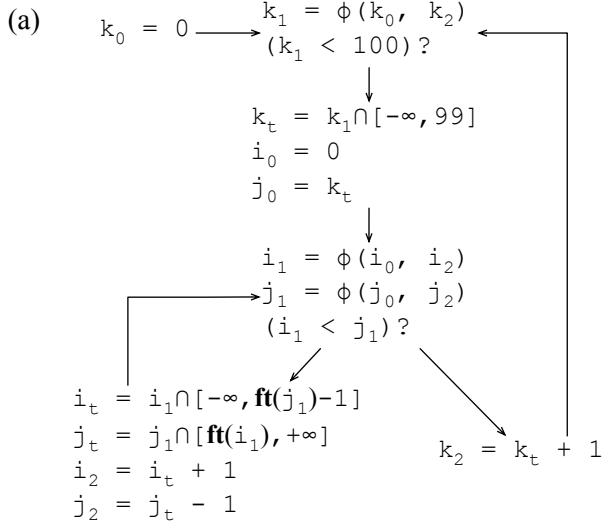 (a)
k₀ = 0
k₁ = ϕ(k₀, k₂)
(k₁ < 100)?
kₜ = k₁∩[-∞,99]
i₀ = 0
j₀ = kₜ
i₁ = ϕ(i₀, i₂)
j₁ = ϕ(j₀, j₂)
(i₁ < j₁)?
iₜ = i₁∩[-∞,ft(j₁)-1]
jₜ = j₁∩[ft(i₁),+∞]
i₂ = iₜ + 1
j₂ = jₜ - 1
k₂ = kₜ + 1